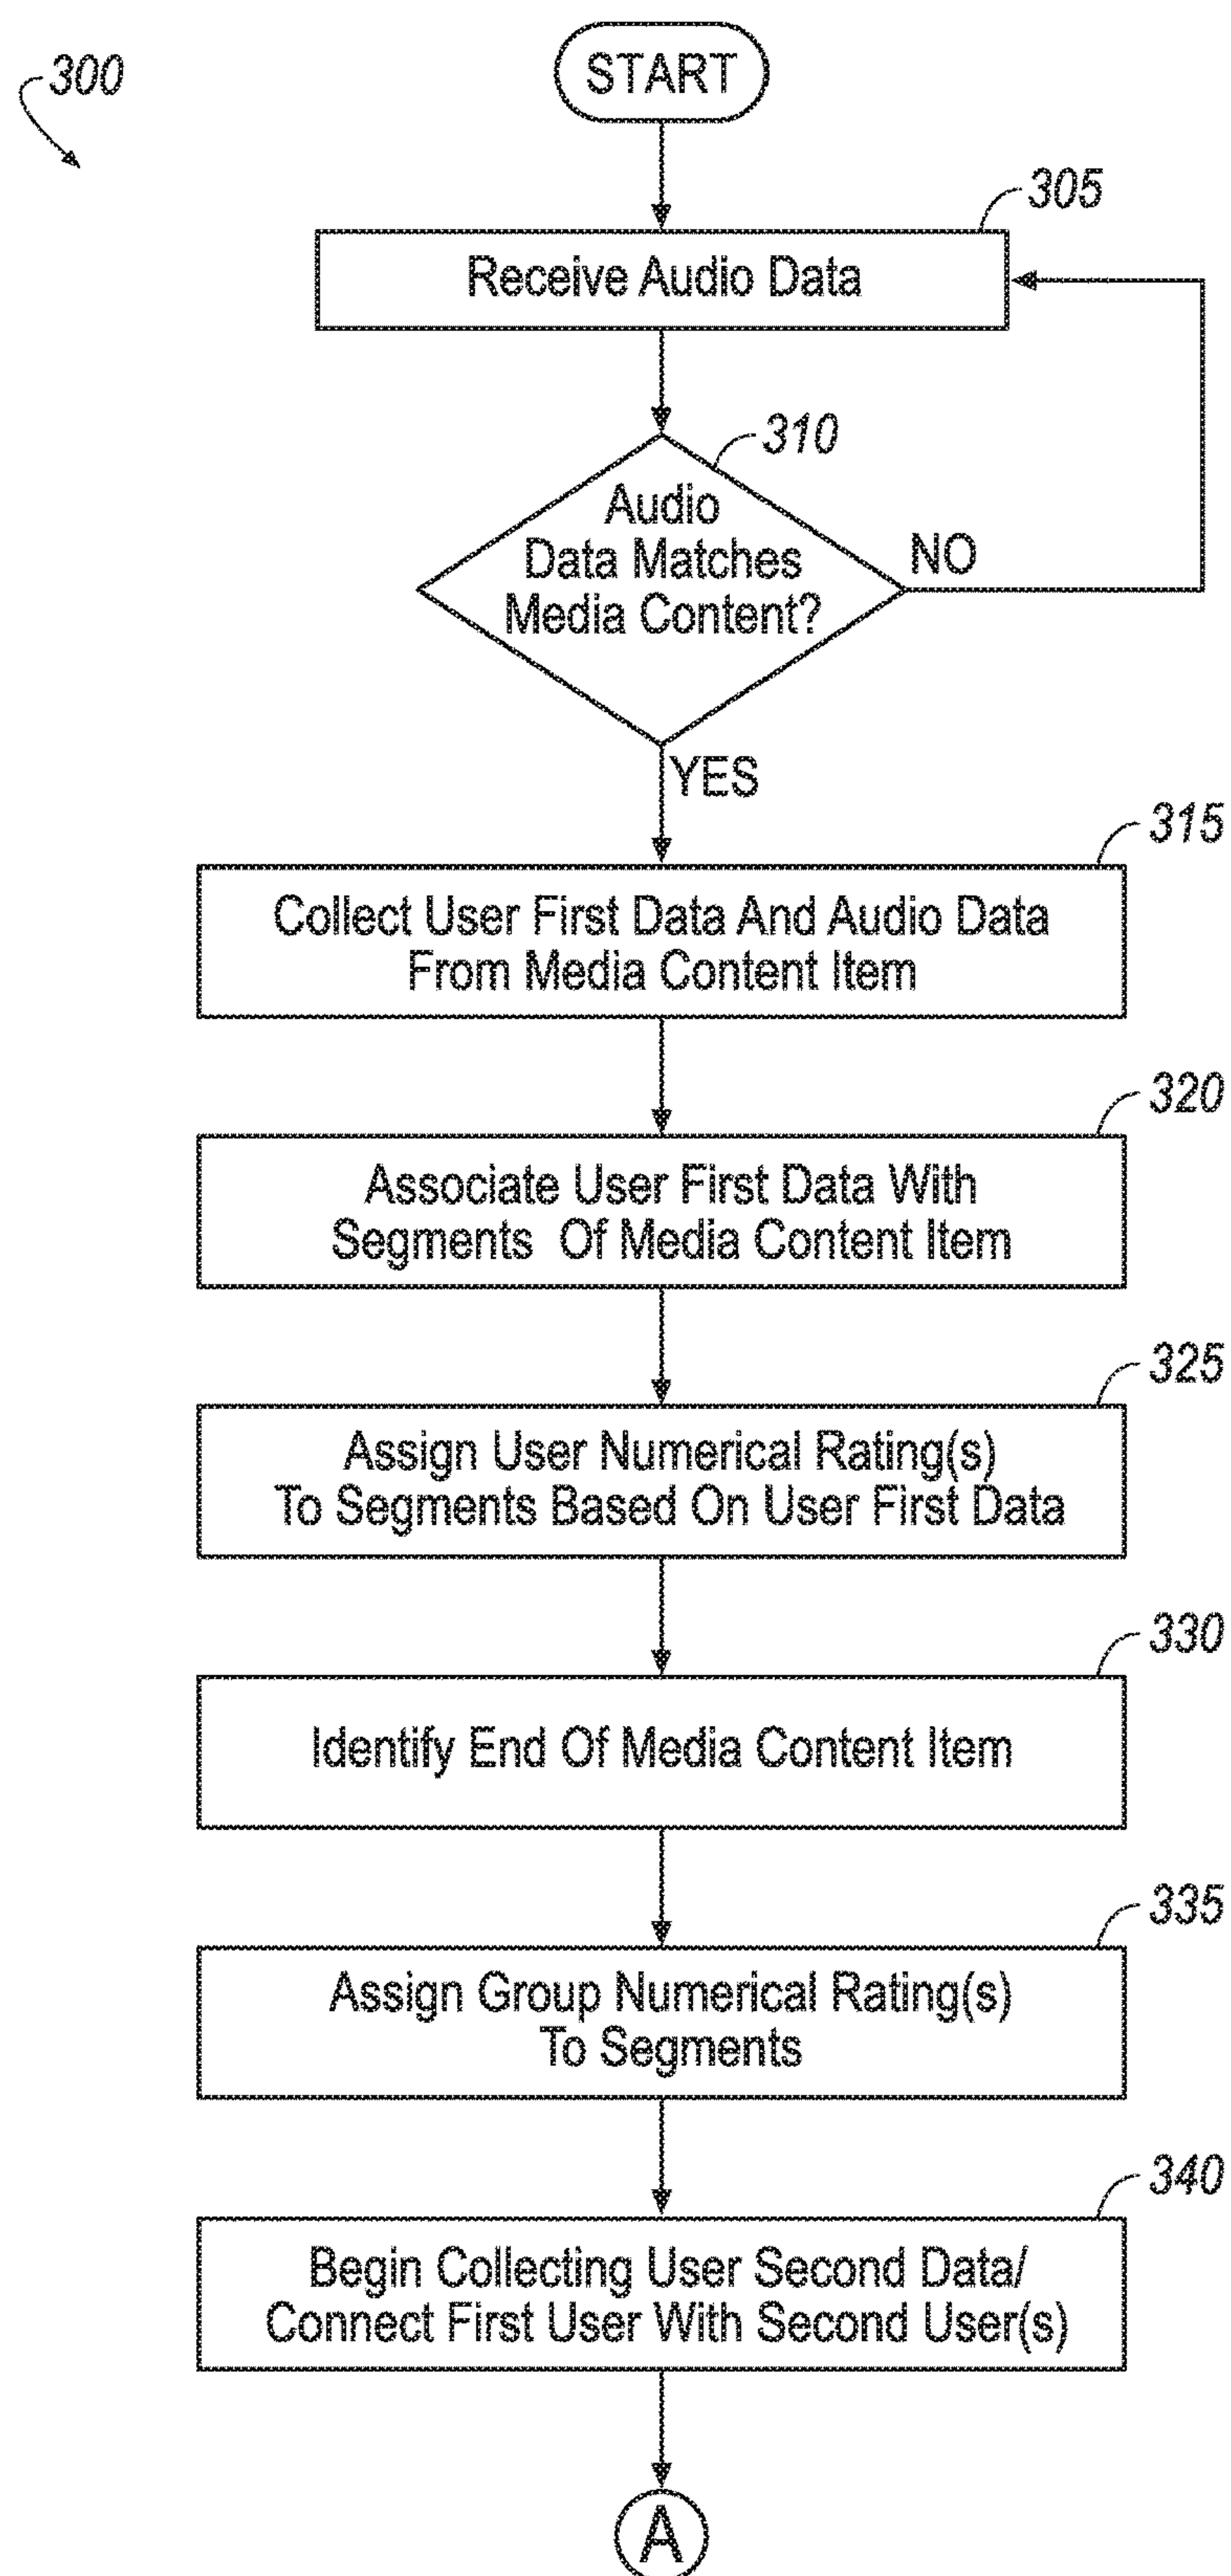 300
START
305
Receive Audio Data
310
Audio
Data Matches
Media Content?
NO
YES
315
Collect User First Data And Audio Data
From Media Content Item
320
Associate User First Data With
Segments Of Media Content Item
325
Assign User Numerical Rating(s)
To Segments Based On User First Data
330
Identify End Of Media Content Item
335
Assign Group Numerical Rating(s)
To Segments
340
Begin Collecting User Second Data/
Connect First User With Second User(s)
A